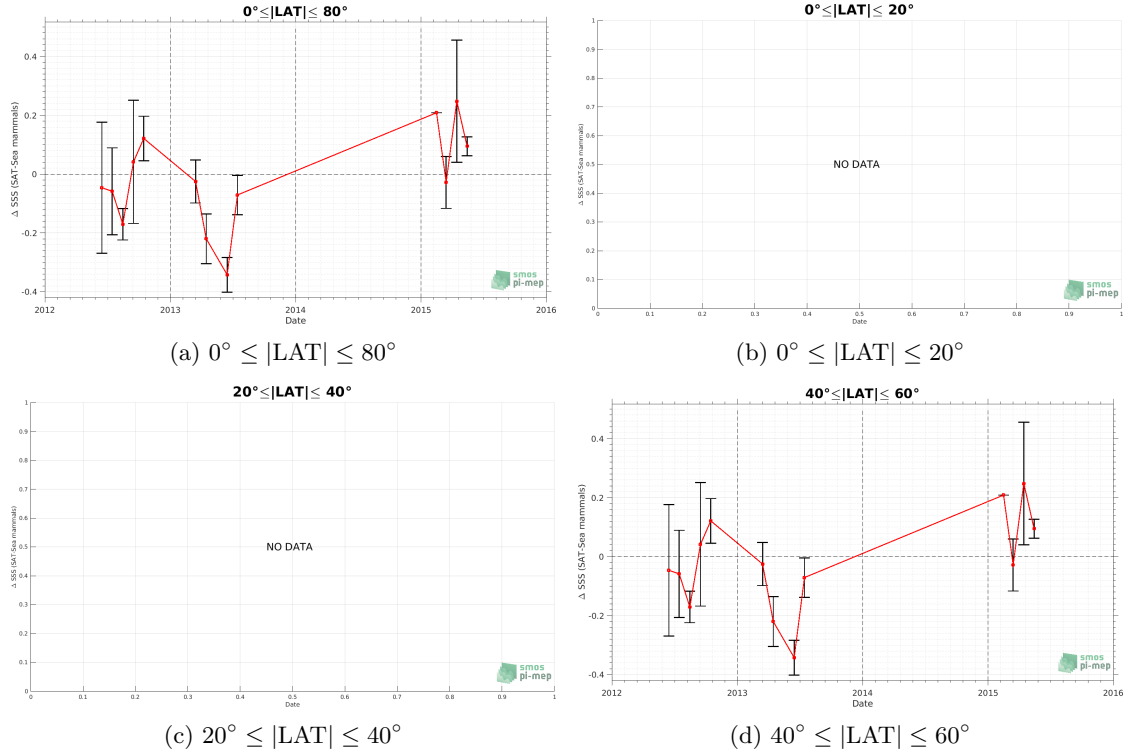 0°≤|LAT|≤ 80°
0.4
0.2
0
-0.2
-0.4
Δ SSS (SAT-Sea mammals)
2012 2013 2014 2015 2016
Date
smos
pi-mep
(a) 0° ≤ |LAT| ≤ 80°
0°≤|LAT|≤ 20°
1
0.9
0.8
0.7
0.6
0.5
0.4
0.3
0.2
0.1
0
Δ SSS (SAT-Sea mammals)
NO DATA
0 0.1 0.2 0.3 0.4 0.5 0.6 0.7 0.8 0.9 1
Date
smos
pi-mep
(b) 0° ≤ |LAT| ≤ 20°
20°≤|LAT|≤ 40°
1
0.9
0.8
0.7
0.6
0.5
0.4
0.3
0.2
0.1
0
Δ SSS (SAT-Sea mammals)
NO DATA
0 0.1 0.2 0.3 0.4 0.5 0.6 0.7 0.8 0.9 1
Date
smos
pi-mep
(c) 20° ≤ |LAT| ≤ 40°
40°≤|LAT|≤ 60°
0.4
0.2
0
-0.2
-0.4
Δ SSS (SAT-Sea mammals)
2012 2013 2014 2015 2016
Date
smos
pi-mep
(d) 40° ≤ |LAT| ≤ 60°